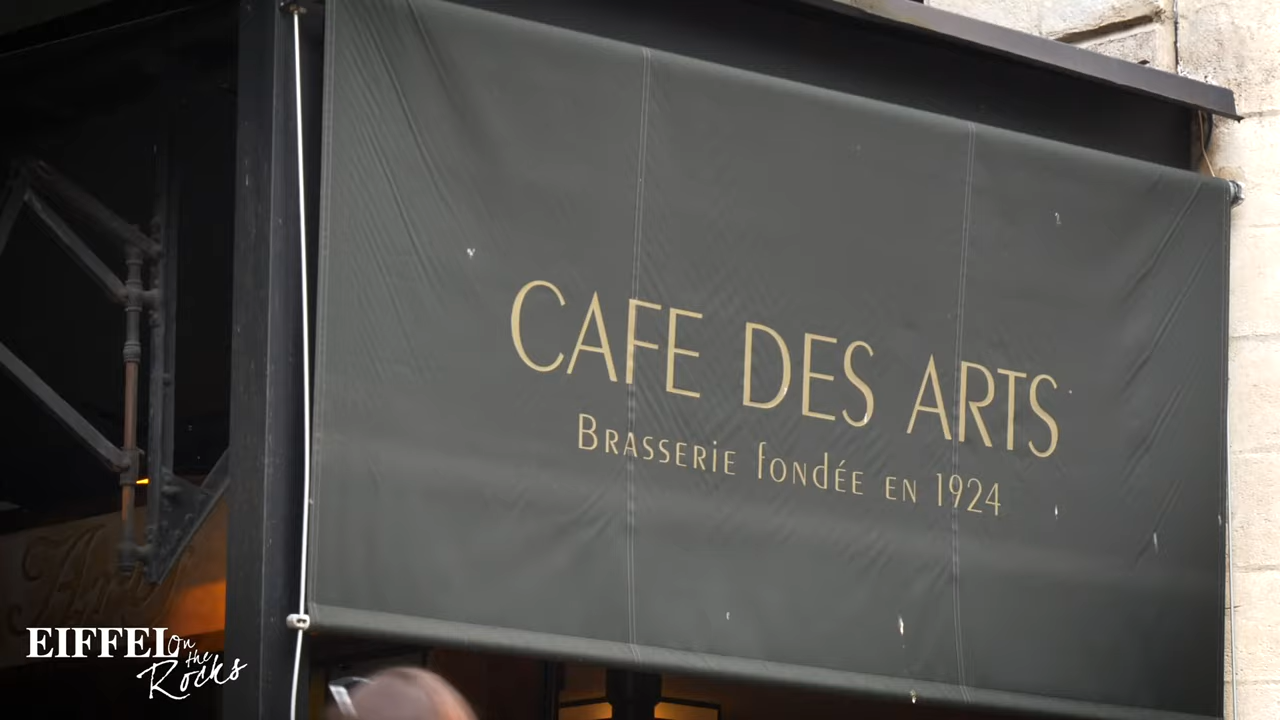 CAFE DES ARTS
BRASSERIE fondée EN 1924
EIFFEL on
the
Rocks